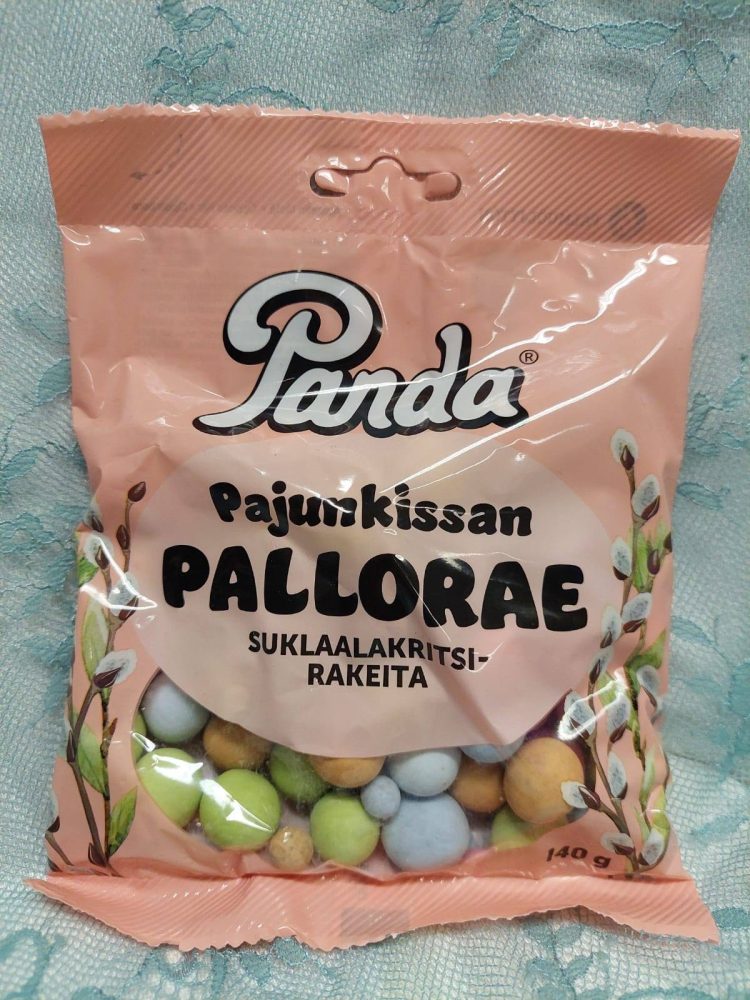 Panda®
Pajunkissan
PALLORAE
SUKLAALAKRITSI-
RAKEITA
140 g